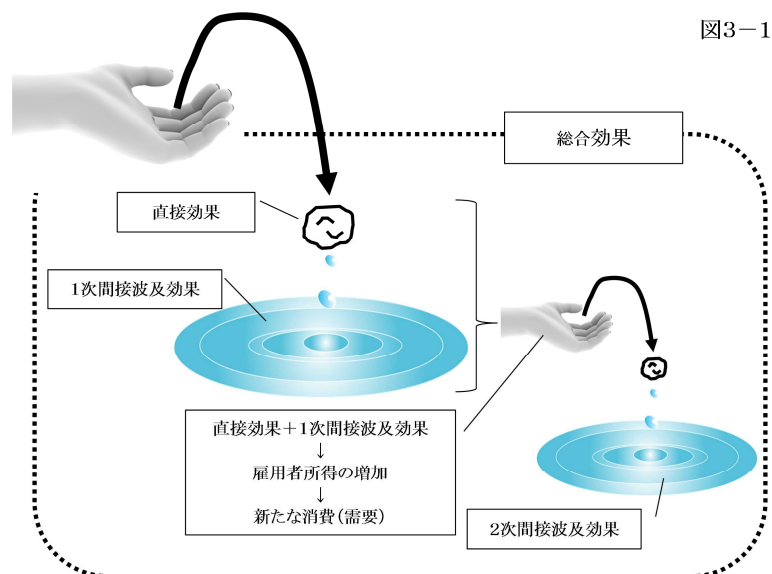 図3－1
総合効果
直接効果
1次間接波及効果
直接効果＋1次間接波及効果
↓
雇用者所得の増加
↓
新たな消費(需要)
2次間接波及効果